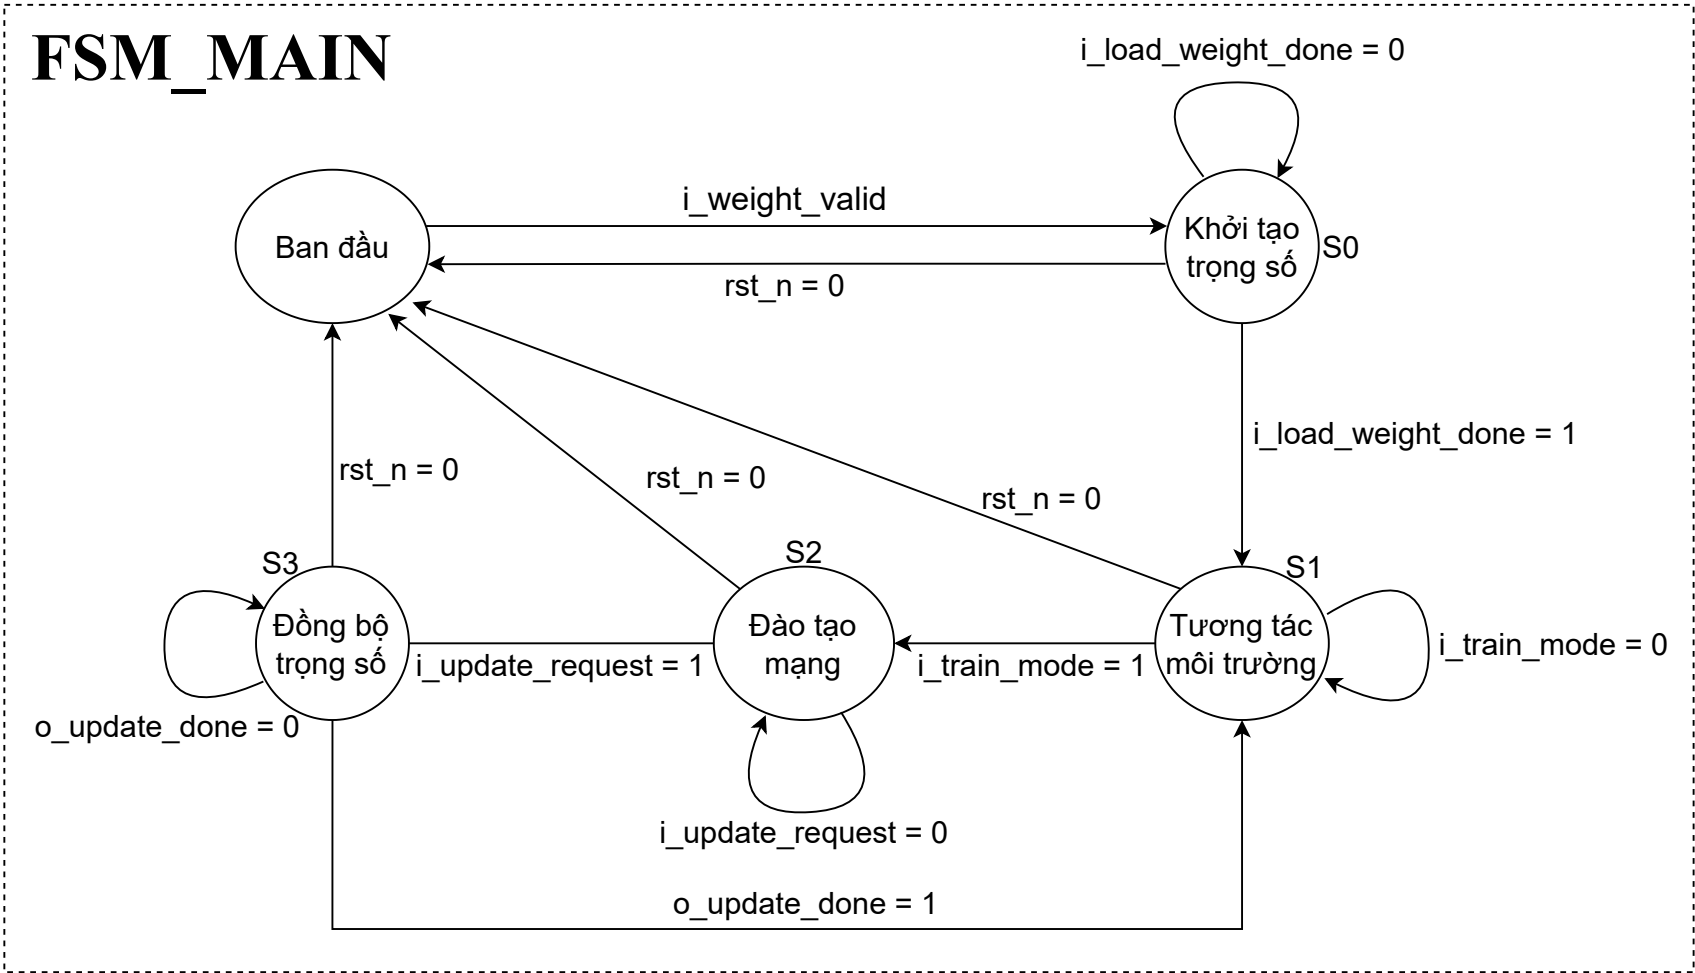 FSM_MAIN
i_load_weight_done = 0
i_weight_valid
Ban đầu
Khởi tạo
trọng số
S0
rst_n = 0
i_load_weight_done = 1
rst_n = 0
rst_n = 0
rst_n = 0
S3
S2
S1
Đồng bộ
trọng số
i_update_request = 1
Đào tạo
mạng
i_train_mode = 1
Tương tác
môi trường
i_train_mode = 0
o_update_done = 0
i_update_request = 0
o_update_done = 1